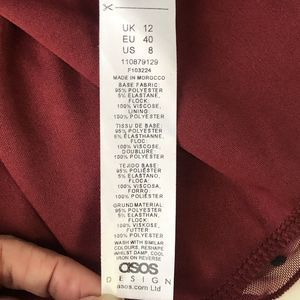 UK 12
EU 40
US 8
110879129
F103224
MADE IN MOROCCO
BASE FABRIC:
95% POLYESTER
5% ELASTANE,
FLOCK:
100% VISCOSE,
LINING:
100% POLYESTER
TISSU DE BASE:
95% POLYESTER
5% ÉLASTHANNE,
FLOC:
100% VISCOSE,
DOUBLURE:
100% POLYESTER
TEJIDO BASE:
95% POLIÉSTER
5% ELASTANO,
FLOCA:
100% VISCOSA,
FORRO:
100% POLIÉSTER
GRUNDMATERIAL:
95% POLYESTER
5% ELASTHAN,
FLOCK:
100% VISKOSE,
FUTTER:
100% POLYESTER
WASH WITH SIMILAR
COLOURS, RESHAPE
WHILST DAMP, COOL
IRON ON REVERSE
asos
DESIGN
asos.com Ltd